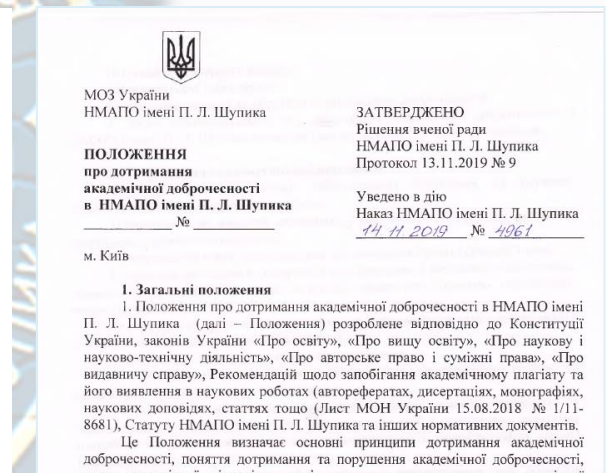 МОЗ України
НМАПО імені П. Л. Шупика
ПОЛОЖЕННЯ
про дотримання
академічної доброчесності
в НМАПО імені П. Л. Шупика
____________ № ____________
м. Київ
ЗАТВЕРДЖЕНО
Рішення вченої ради
НМАПО імені П. Л. Шупика
Протокол 13.11.2019 № 9
Уведено в дію
Наказ НМАПО імені П. Л. Шупика
14 11 2019 № 4961
1. Загальні положення
1. Положення про дотримання академічної доброчесності в НМАПО імені
П. Л. Шупика (далі – Положення) розроблене відповідно до Конституції
України, законів України «Про освіту», «Про вищу освіту», «Про наукову і
науково-технічну діяльність», «Про авторське право і суміжні права», «Про
видавничу справу», Рекомендацій щодо запобігання академічному плагіату та
його виявлення в наукових роботах (авторефератах, дисертаціях, монографіях,
наукових доповідях, статтях тощо (Лист МОН України 15.08.2018 № 1/11-
8681), Статуту НМАПО імені П. Л. Шупика та інших нормативних документів.
Це Положення визначає основні принципи дотримання академічної
доброчесності, поняття дотримання та порушення академічної доброчесності,